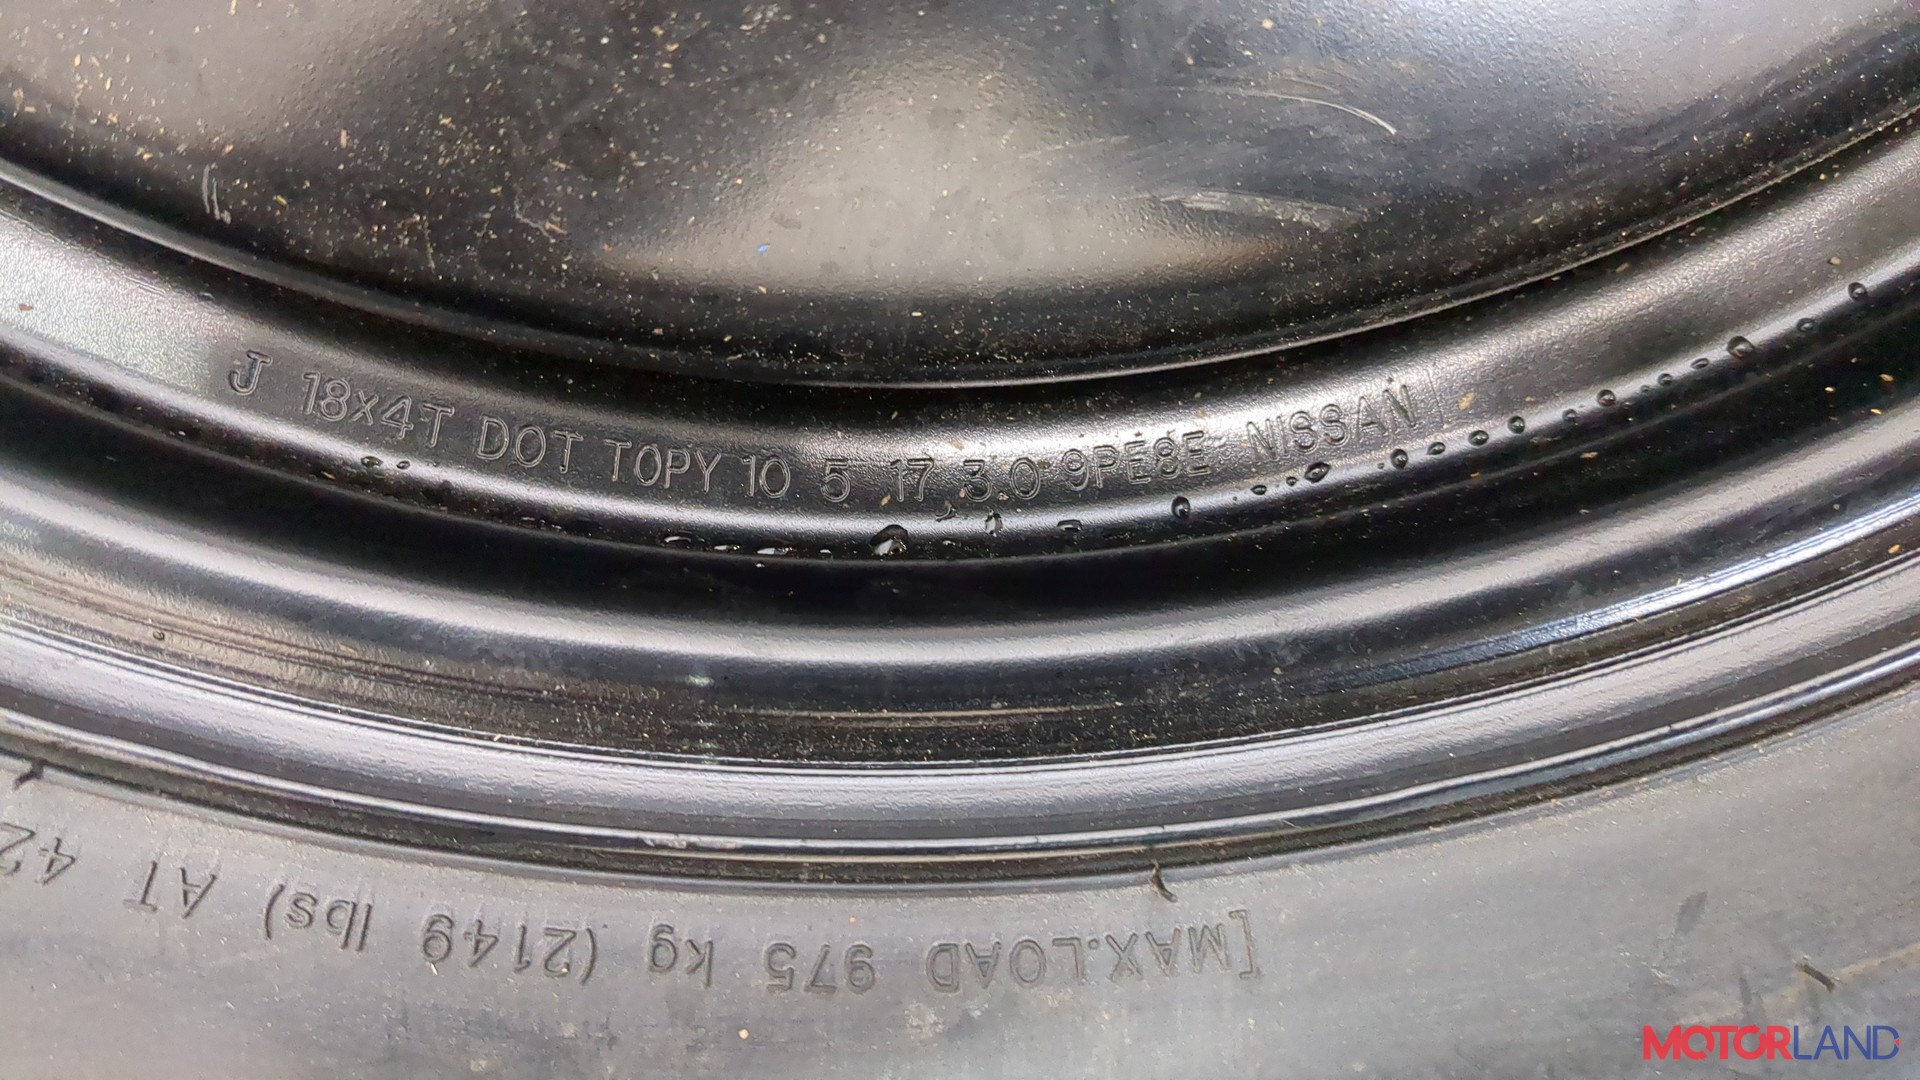 J 18x4T DOT TOPY 10 5 17 3.0 9PE8E NISSAN
[MAX.LOAD 975 kg (2149 lbs) AT 42
MOTORLAND